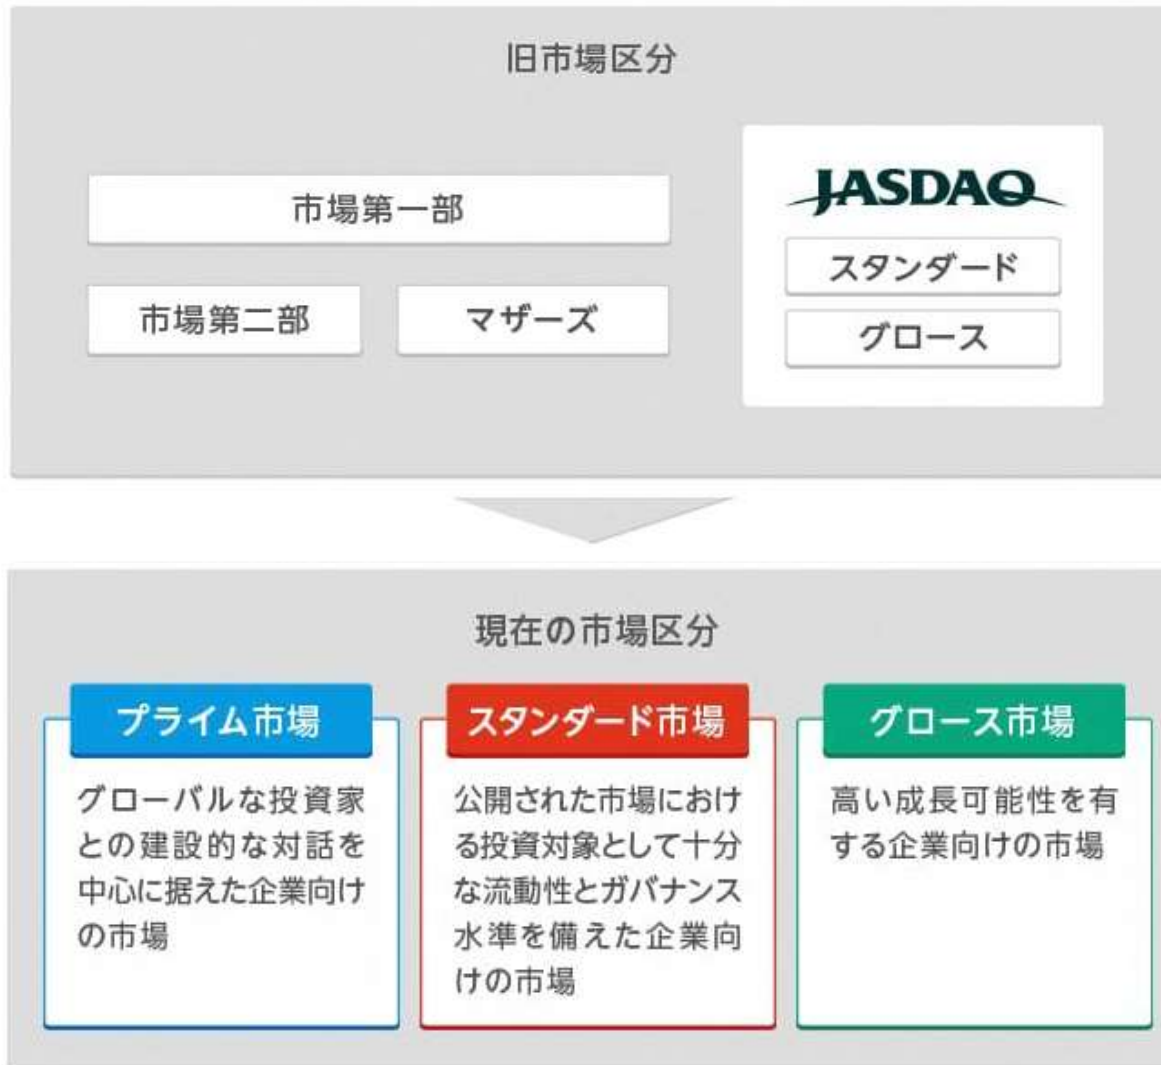 旧市場区分
市場第一部
市場第二部
マザーズ
JASDAQ
スタンダード
グロース
現在の市場区分
プライム市場
グローバルな投資家
との建設的な対話を
中心に据えた企業向け
の市場
スタンダード市場
公開された市場におけ
る投資対象として十分
な流動性とガバナンス
水準を備えた企業向
けの市場
グロース市場
高い成長可能性を有
する企業向けの市場